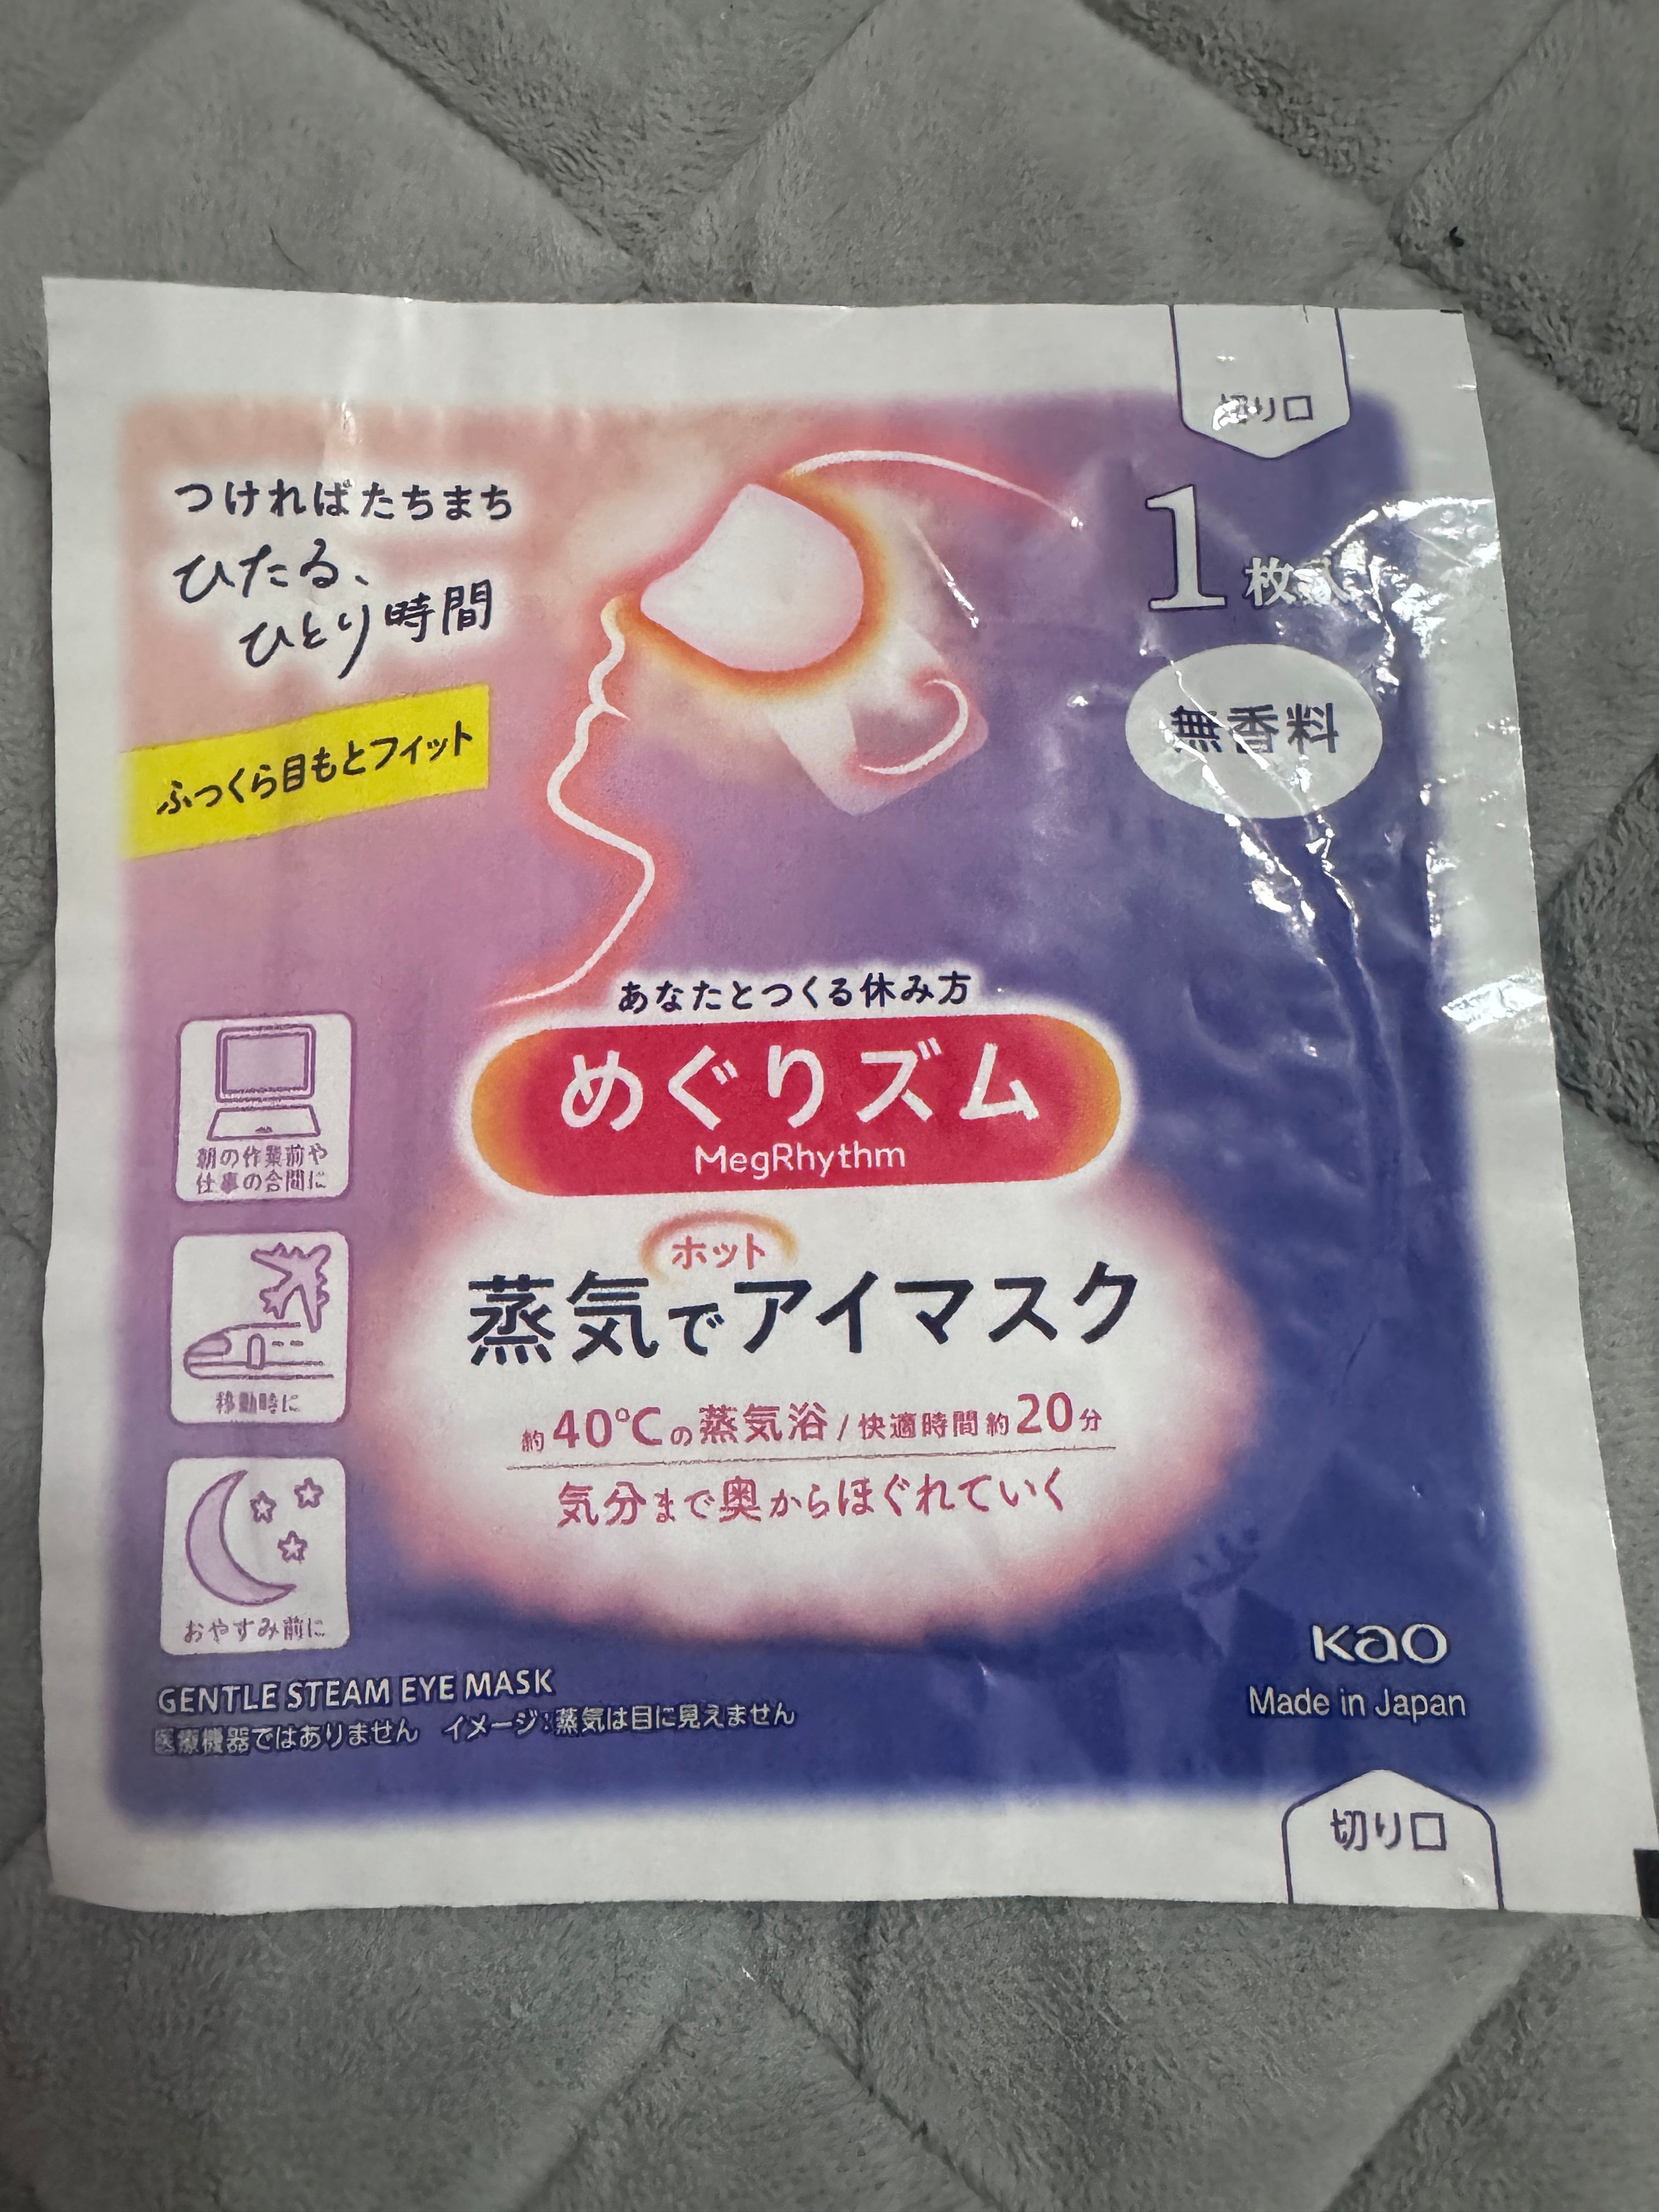 切り口
つければたちまち
ひたる、
ひとり時間
1枚入
無香料
ふっくら目もとフィット
あなたとつくる休み方
めぐりズム
MegRhythm
朝の作業前や
仕事の合間に
ホット
蒸気でアイマスク
移動時に
約40℃の蒸気浴/快適時間約20分
気分まで奥からほぐれていく
おやすみ前に
Kao
Made in Japan
GENTLE STEAM EYE MASK
医療機器ではありません イメージ:蒸気は目に見えません
切り口